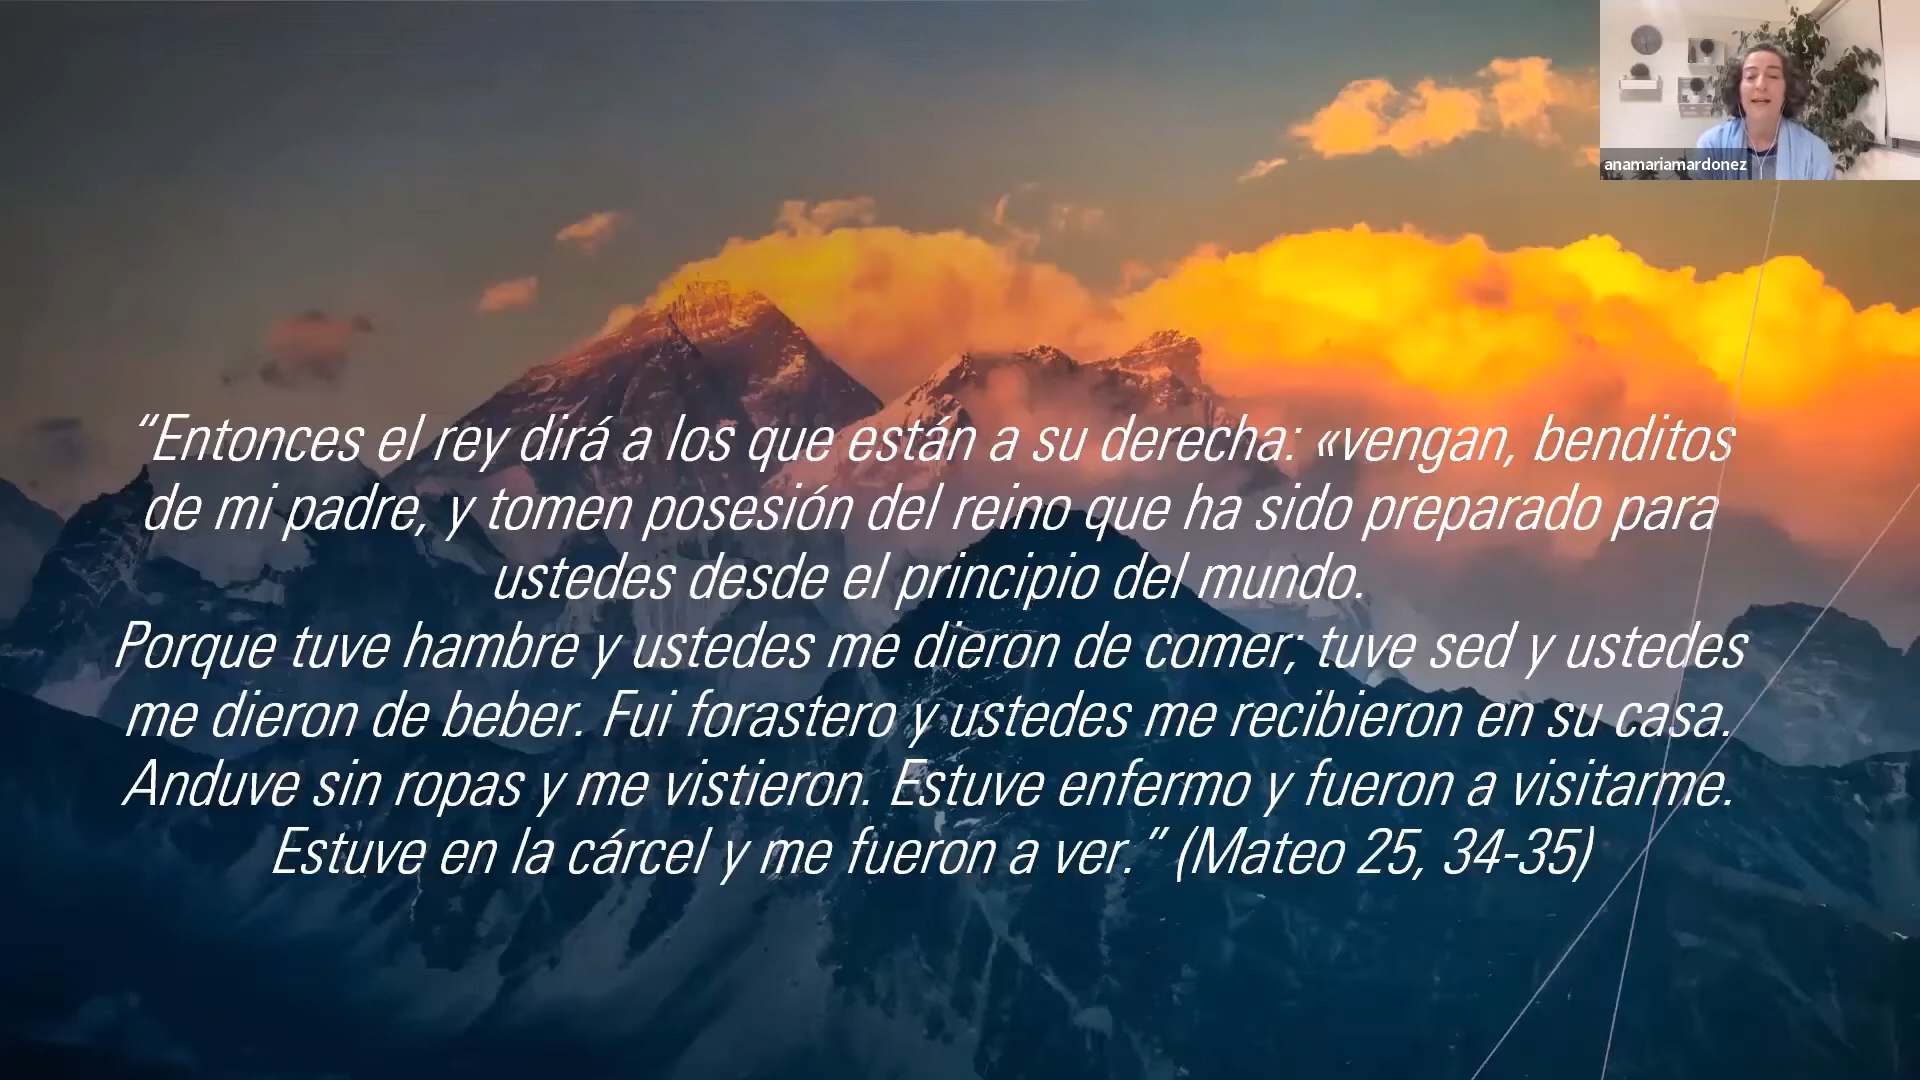 anamariamardonez
“Entonces el rey dirá a los que están a su derecha: «vengan, benditos
de mi padre, y tomen posesión del reino que ha sido preparado para
ustedes desde el principio del mundo.
Porque tuve hambre y ustedes me dieron de comer; tuve sed y ustedes
me dieron de beber. Fui forastero y ustedes me recibieron en su casa.
Anduve sin ropas y me vistieron. Estuve enfermo y fueron a visitarme.
Estuve en la cárcel y me fueron a ver.” (Mateo 25, 34-35)